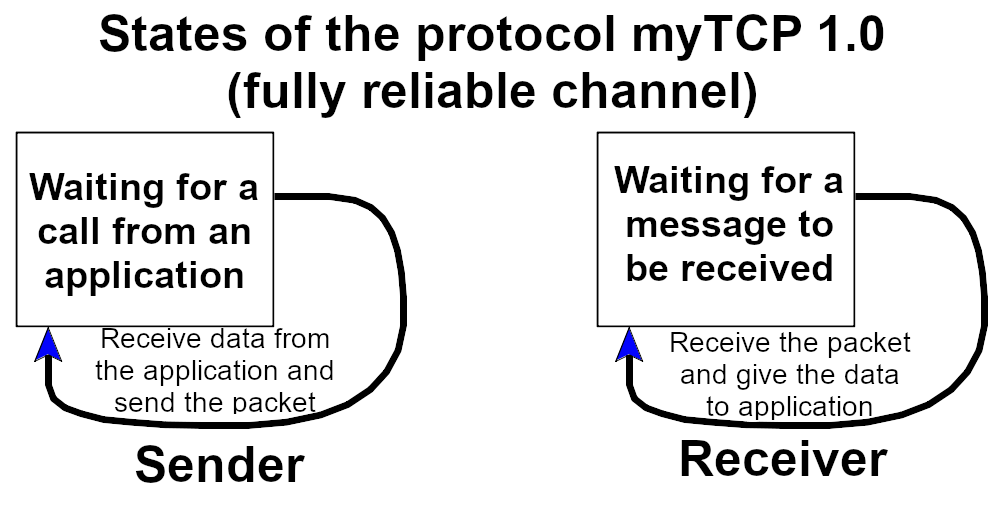 States of the protocol myTCP 1.0
(fully reliable channel)
Waiting for a
call from an
application
Receive data from
the application and
send the packet
Sender
Waiting for a
message to
be received
Receive the packet
and give the data
to application
Receiver